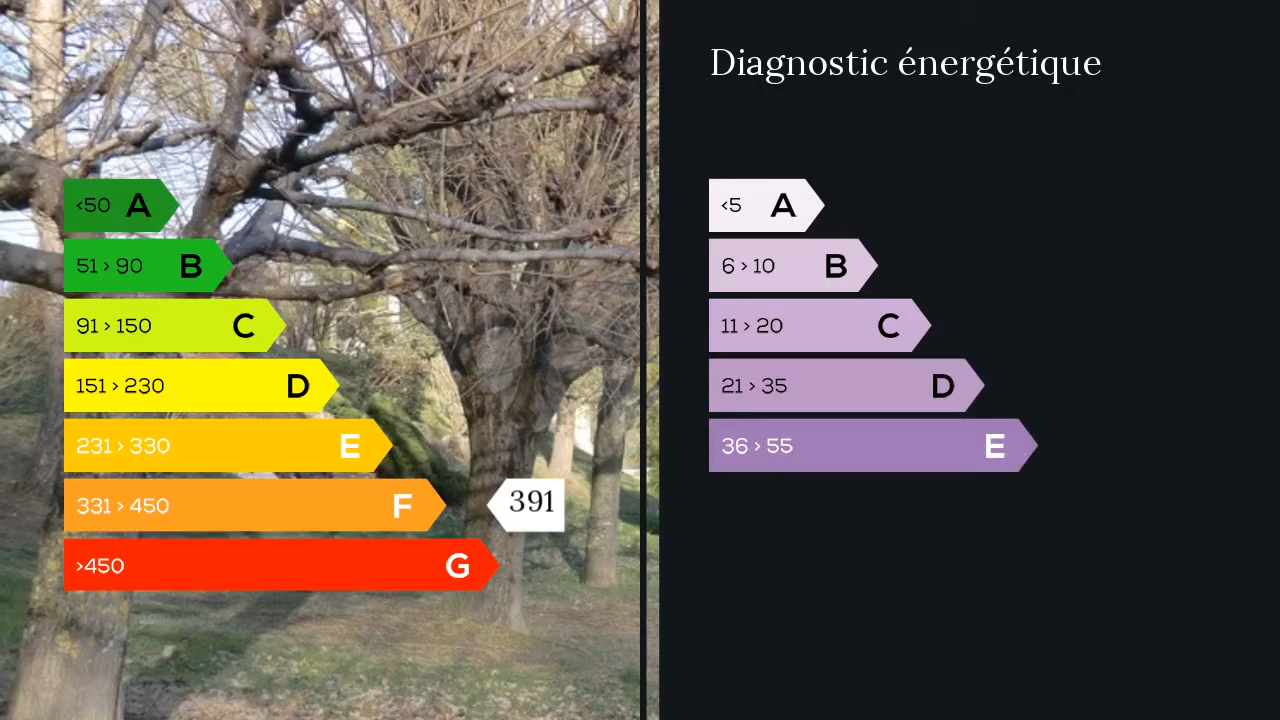 Diagnostic énergétique
<50 A
51 > 90 B
91 > 150 C
151 > 230 D
231 > 330 E
331 > 450 F
391
>450 G
<5 A
6 > 10 B
11 > 20 C
21 > 35 D
36 > 55 E